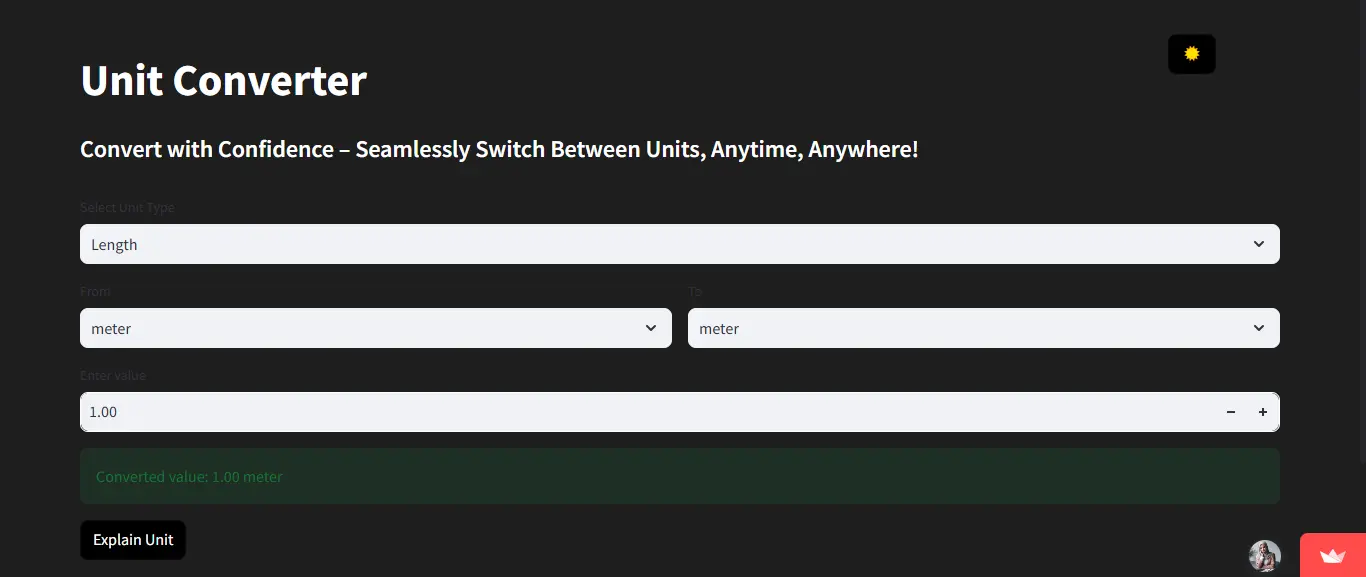 Unit Converter
Convert with Confidence – Seamlessly Switch Between Units, Anytime, Anywhere!
Select Unit Type
Length
From
To
meter
meter
Enter value
1.00
Converted value: 1.00 meter
Explain Unit